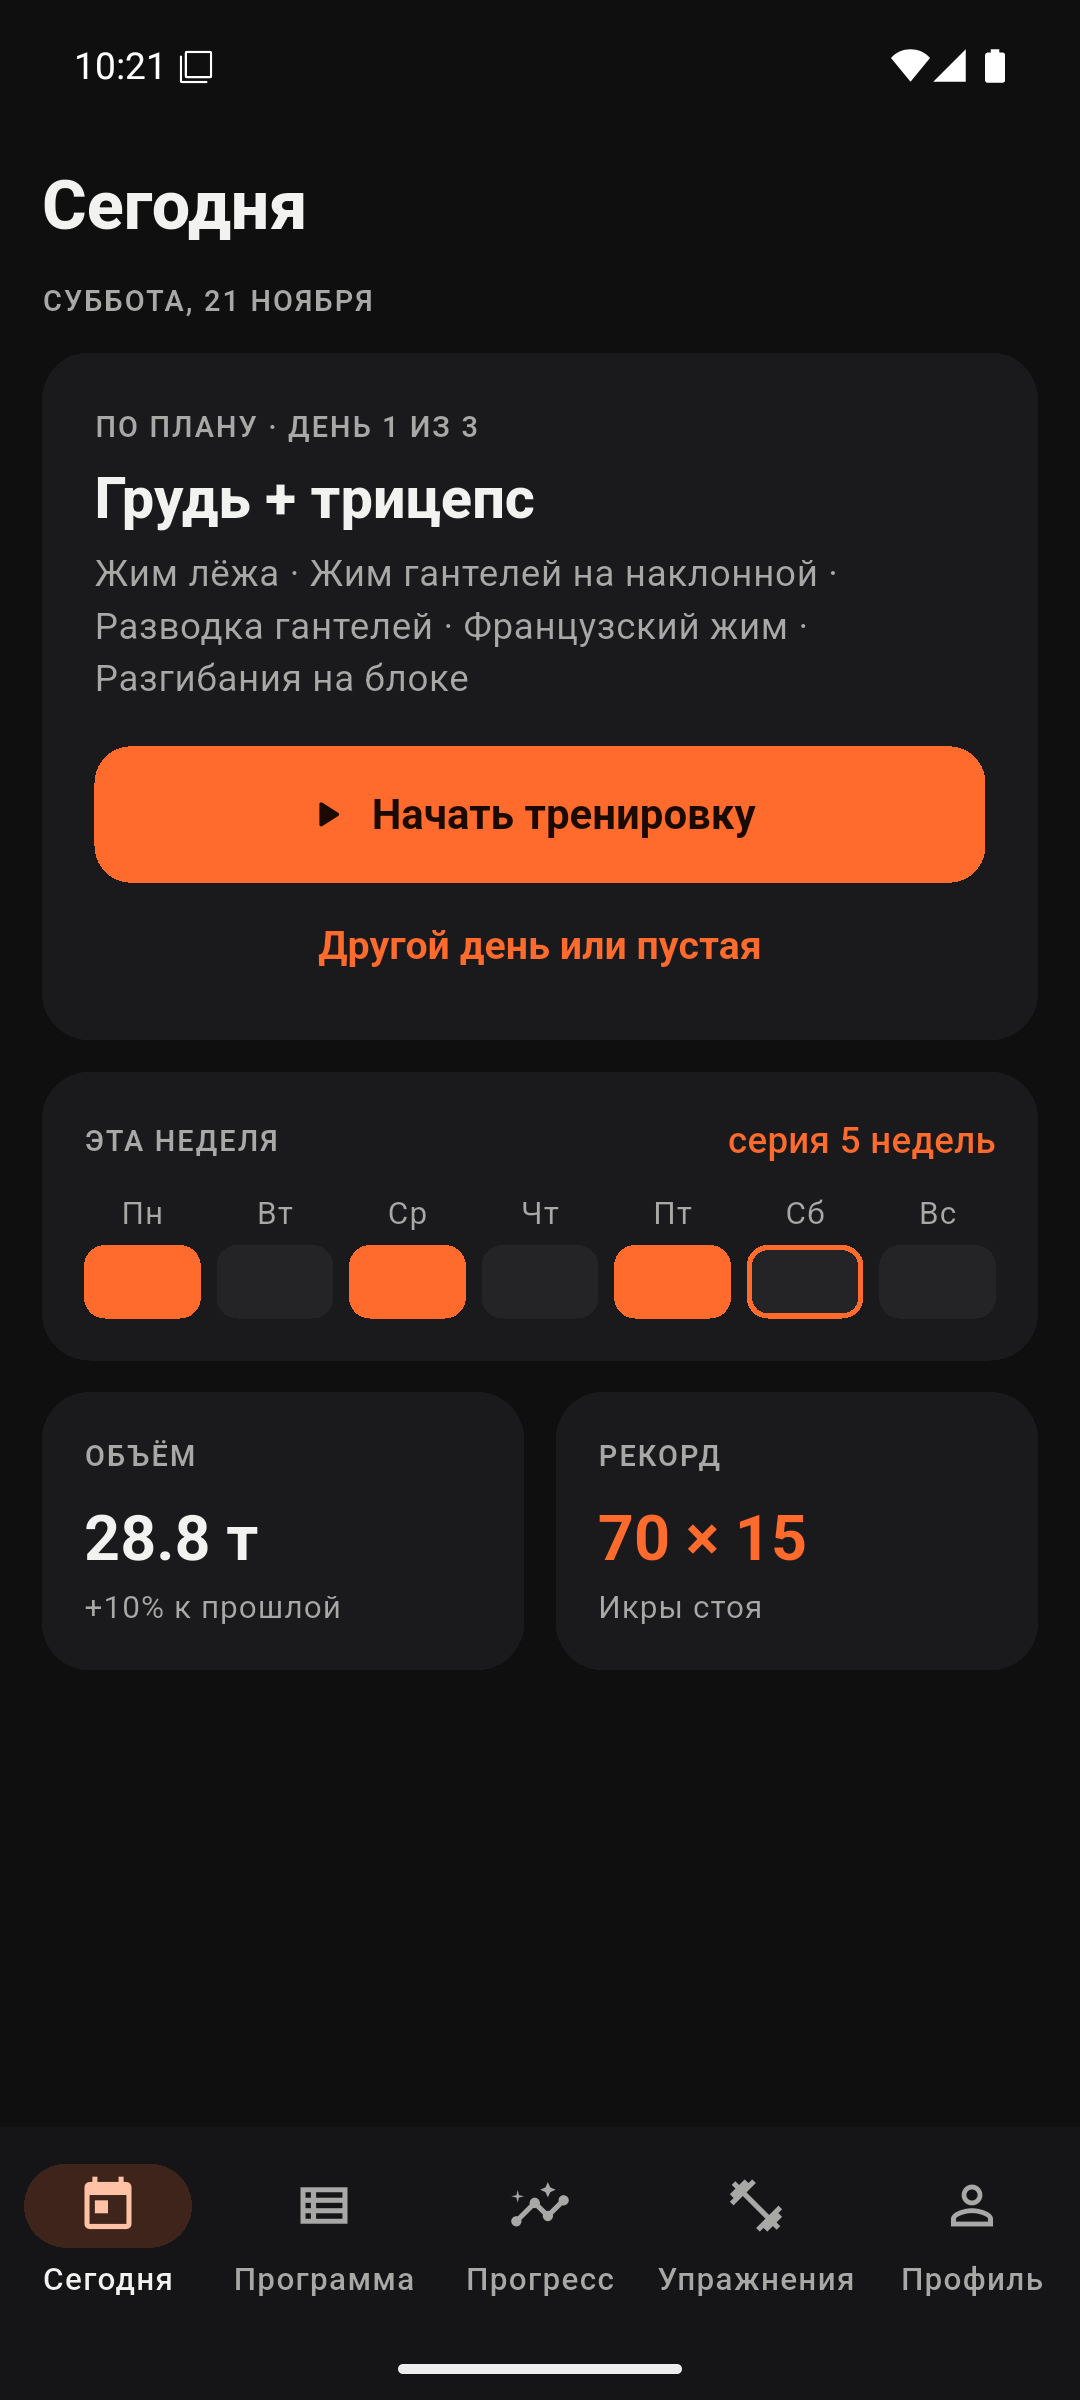 10:21
Сегодня
СУББОТА, 21 НОЯБРЯ
ПО ПЛАНУ · ДЕНЬ 1 ИЗ 3
Грудь + трицепс
Жим лёжа · Жим гантелей на наклонной ·
Разводка гантелей · Французский жим ·
Разгибания на блоке
Начать тренировку
Другой день или пустая
ЭТА НЕДЕЛЯ серия 5 недель
Пн Вт Ср Чт Пт Сб Вс
ОБЪЁМ
28.8 т
+10% к прошлой
РЕКОРД
70 × 15
Икры стоя
Сегодня Программа Прогресс Упражнения Профиль